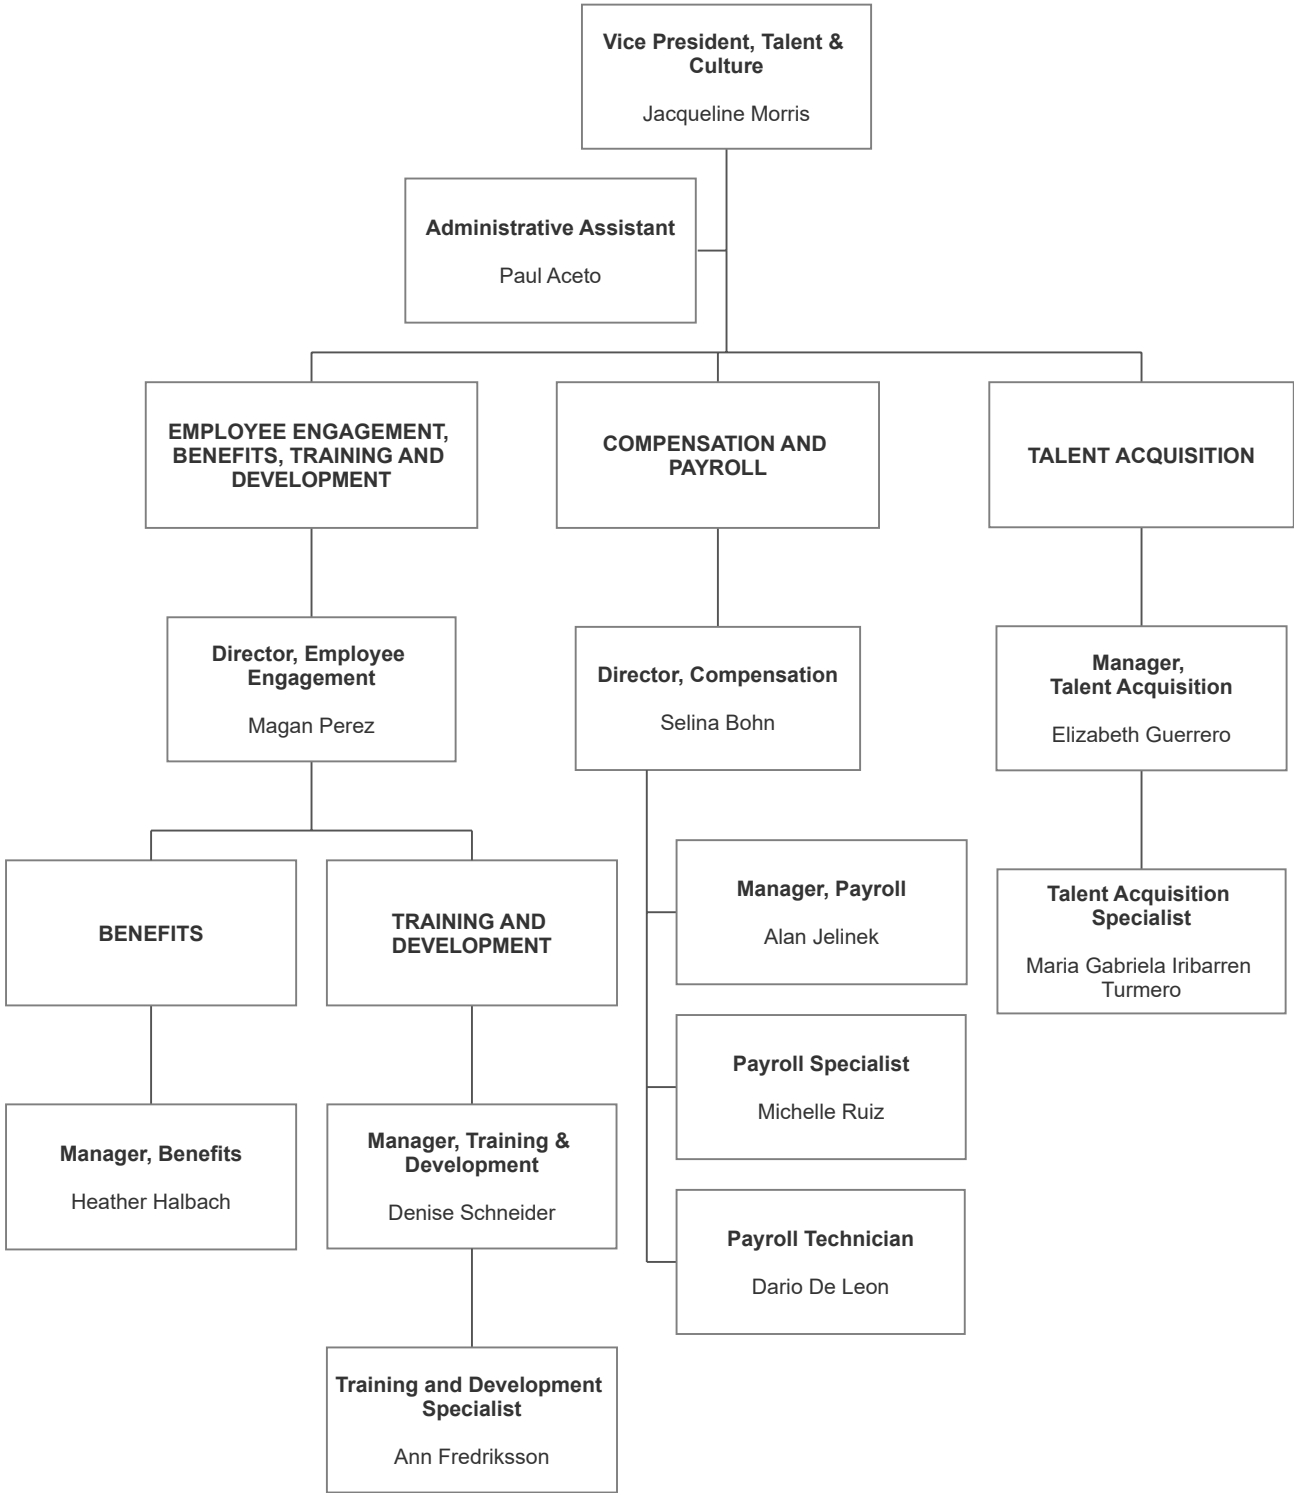 Vice President, Talent &
Culture
Jacqueline Morris
Administrative Assistant
Paul Aceto
EMPLOYEE ENGAGEMENT,
BENEFITS, TRAINING AND
DEVELOPMENT
COMPENSATION AND
PAYROLL
TALENT ACQUISITION
Director, Employee
Engagement
Magan Perez
Director, Compensation
Selina Bohn
Manager,
Talent Acquisition
Elizabeth Guerrero
BENEFITS
TRAINING AND
DEVELOPMENT
Manager, Payroll
Alan Jelinek
Talent Acquisition
Specialist
Maria Gabriela Iribarren
Turmero
Payroll Specialist
Michelle Ruiz
Manager, Benefits
Heather Halbach
Manager, Training &
Development
Denise Schneider
Payroll Technician
Dario De Leon
Training and Development
Specialist
Ann Fredriksson